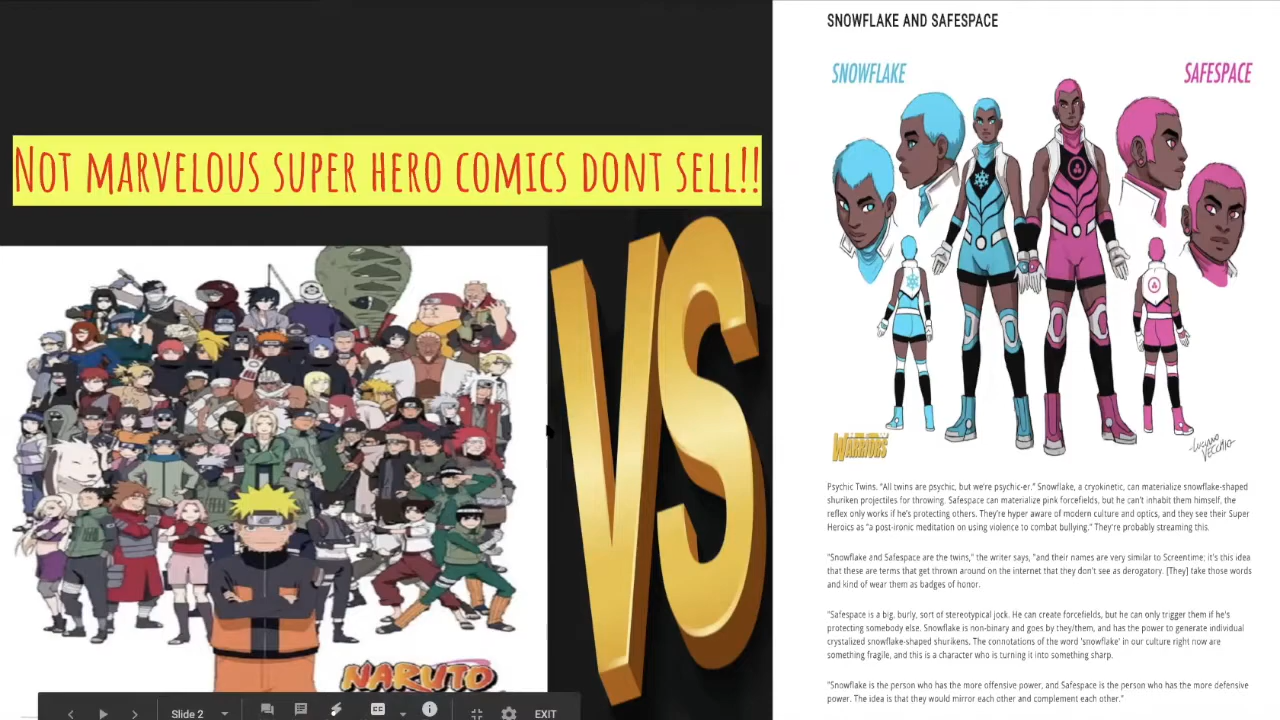 NOT MARVELOUS SUPER HERO COMICS DONT SELL!!
VS
NARUTO
Slide 2
CC
EXIT
SNOWFLAKE AND SAFESPACE
SNOWFLAKE
SAFESPACE
WARRIORS
LUCIANO
VECCHIO
Psychic Twins. "All twins are psychic, but we're psychic-er." Snowflake, a cryokinetic, can materialize snowflake-shaped
shuriken projectiles for throwing. Safespace can materialize pink forcefields, but he can't inhabit them himself, the
reflex only works if he's protecting others. They're hyper aware of modern culture and optics, and they see their Super
Heroics as "a post-ironic meditation on using violence to combat bullying." They're probably streaming this.
"Snowflake and Safespace are the twins," the writer says, "and their names are very similar to Screentime; it's this idea
that these are terms that get thrown around on the internet that they don't see as derogatory. [They] take those words
and kind of wear them as badges of honor.
"Safespace is a big, burly, sort of stereotypical jock. He can create forcefields, but he can only trigger them if he's
protecting somebody else. Snowflake is non-binary and goes by they/them, and has the power to generate individual
crystalized snowflake-shaped shurikens. The connotations of the word 'snowflake' in our culture right now are
something fragile, and this is a character who is turning it into something sharp.
"Snowflake is the person who has the more offensive power, and Safespace is the person who has the more defensive
power. The idea is that they would mirror each other and complement each other."